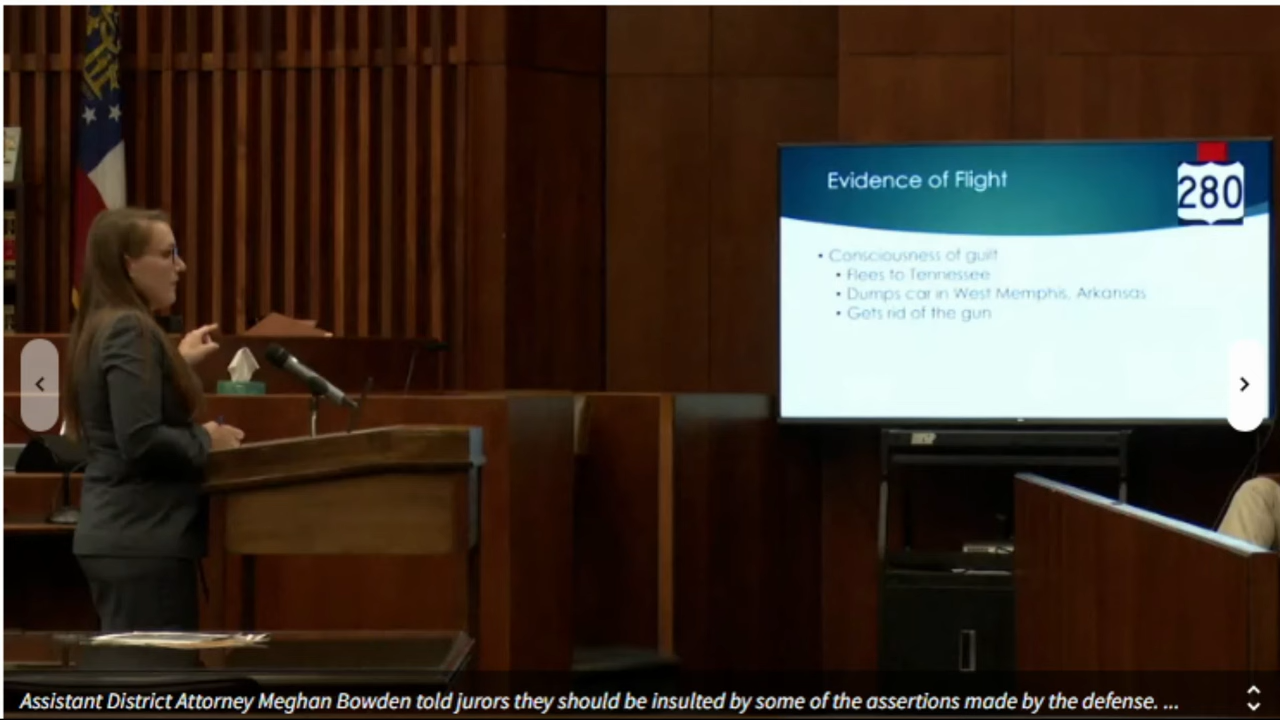 Evidence of Flight
280
• Consciousness of guilt
• Flees to Tennessee
• Dumps car in West Memphis, Arkansas
• Gets rid of the gun
Assistant District Attorney Meghan Bowden told jurors they should be insulted by some of the assertions made by the defense. ...